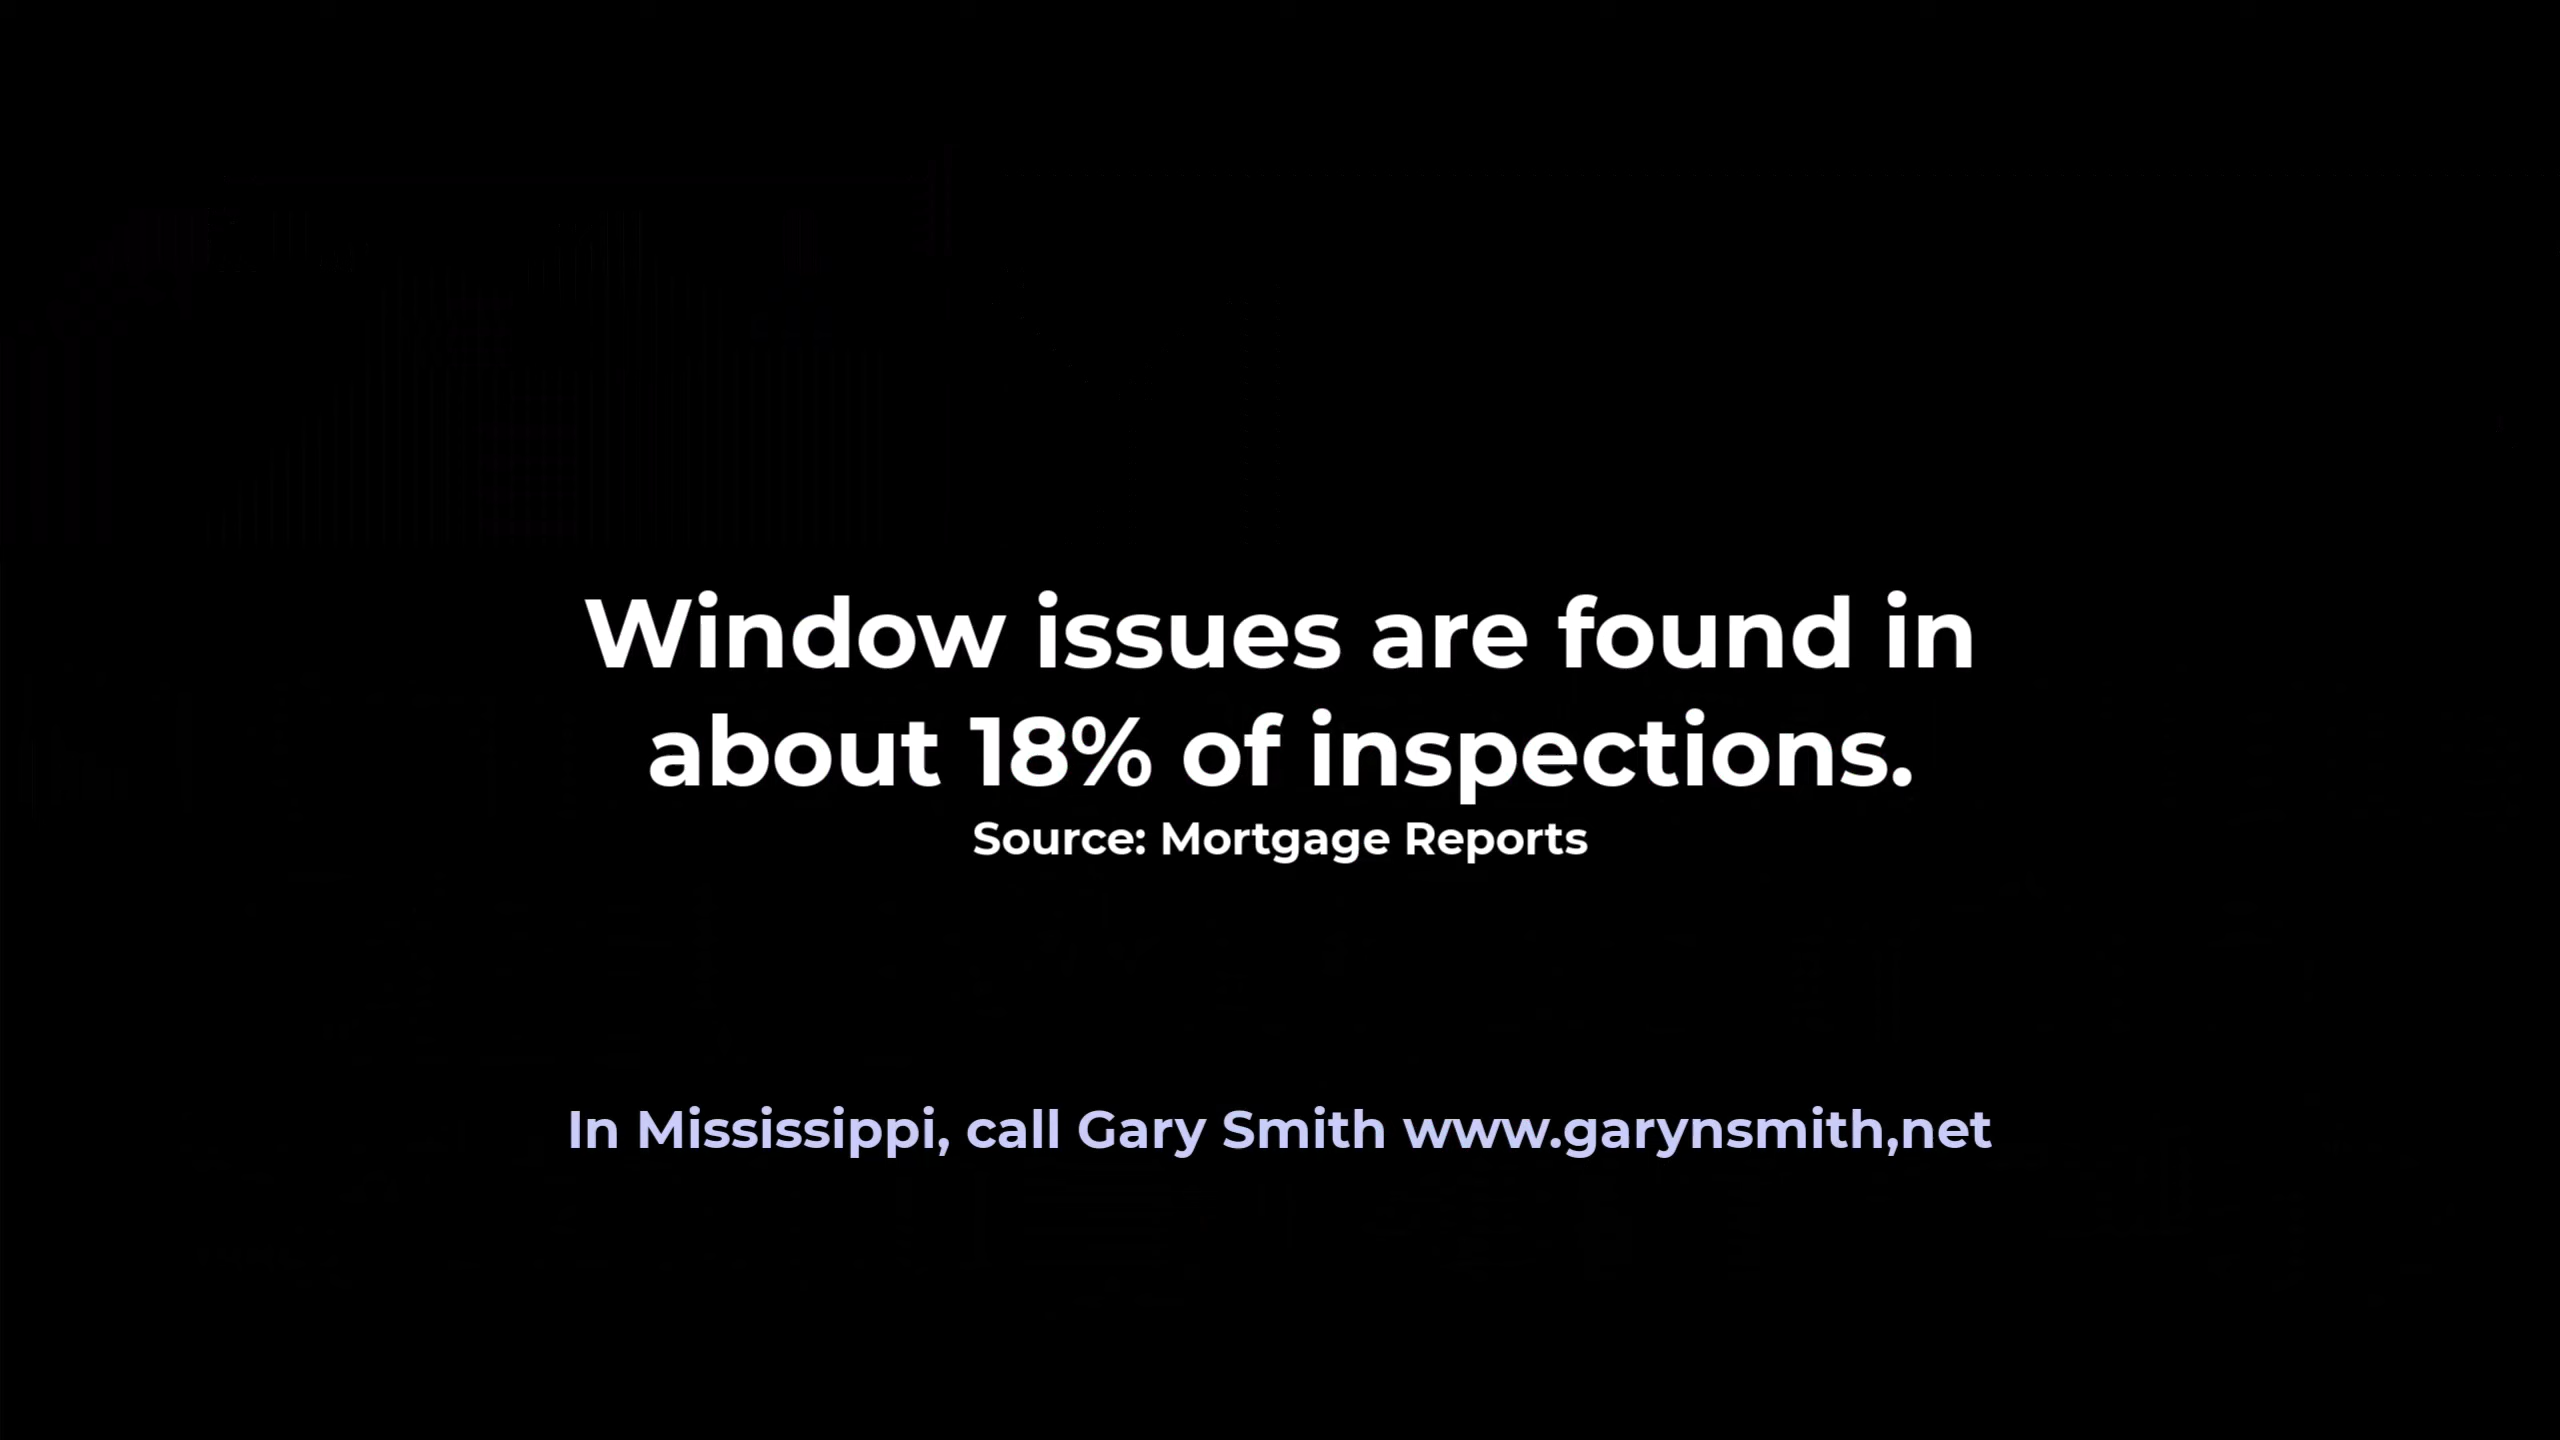 Window issues are found in
about 18% of inspections.
Source: Mortgage Reports
In Mississippi, call Gary Smith www.garynsmith,net